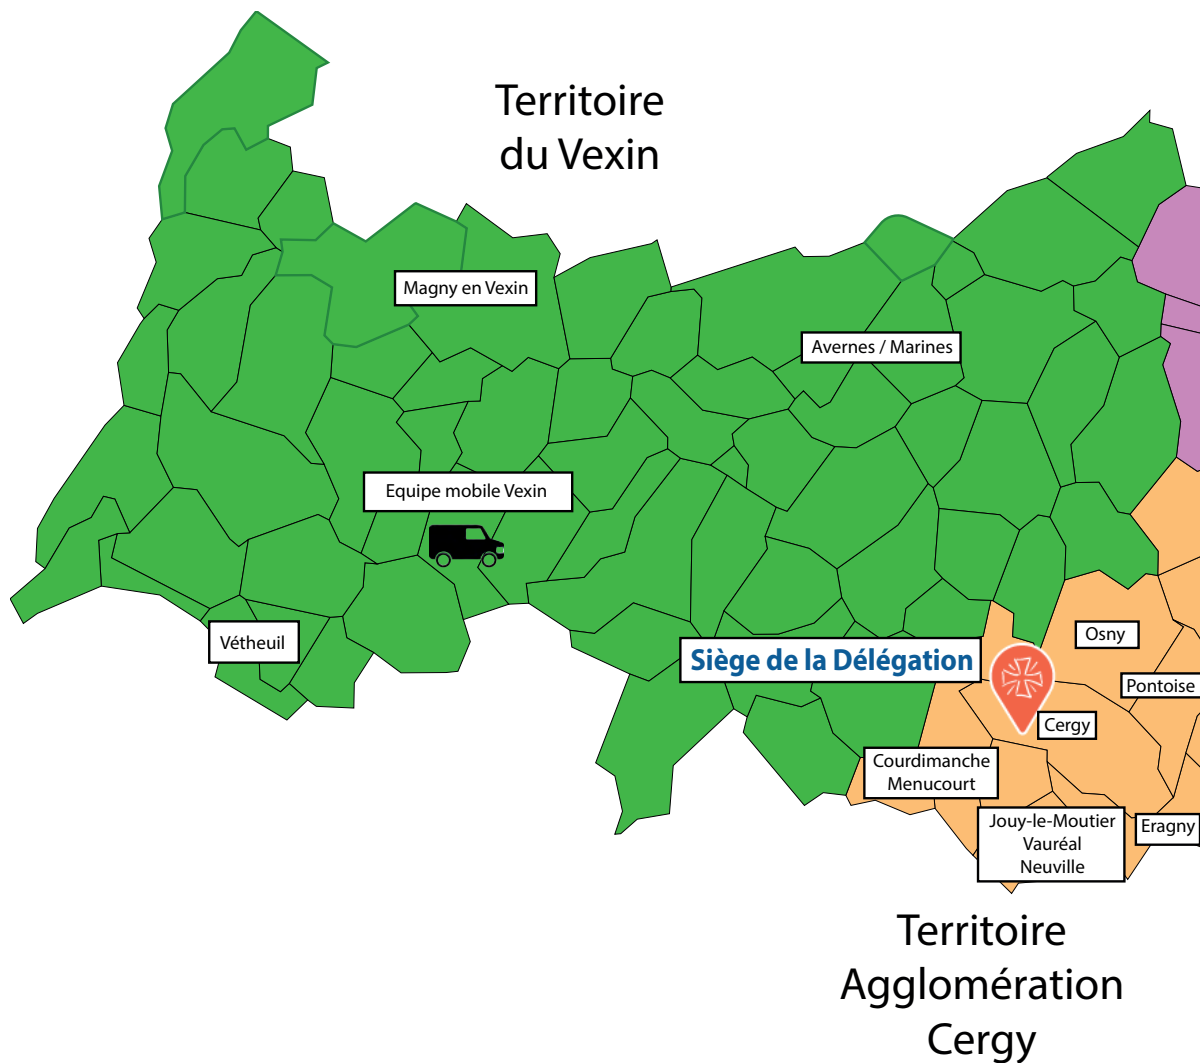 Territoire
du Vexin
Magny en Vexin
Avernes / Marines
Equipe mobile Vexin
Vétheuil
Siège de la Délégation
Osny
Pontoise
Cergy
Courdimanche
Menucourt
Jouy-le-Moutier
Vauréal
Neuville
Eragny
Territoire
Agglomération
Cergy